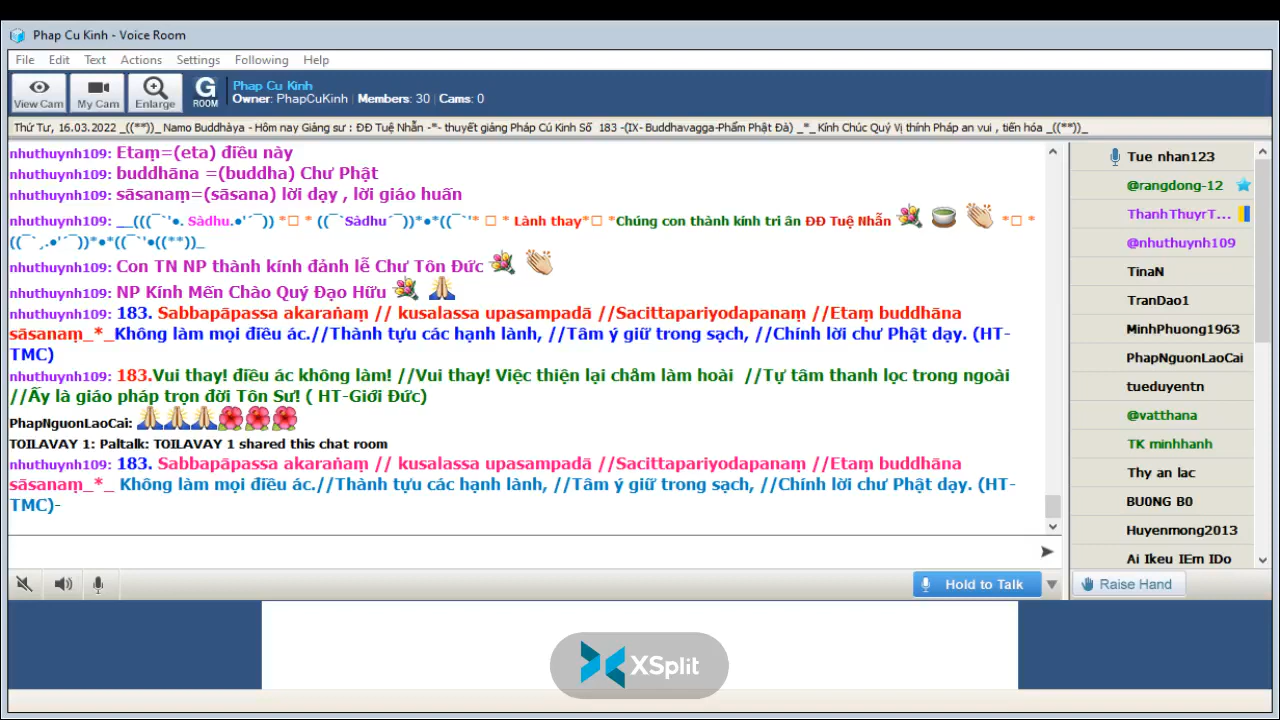 Phap Cu Kinh - Voice Room
File Edit Text Actions Settings Following Help
View Cam My Cam Enlarge G ROOM
Phap Cu Kinh
Owner: PhapCuKinh | Members: 30 | Cams: 0
Thứ Tư, 16.03.2022 _((**))_ Namo Buddhàya - Hôm nay Giảng sư : ĐĐ Tuệ Nhẫn -*- thuyết giảng Pháp Cú Kinh Số 183 -(IX- Buddhavagga-Phẩm Phật Đà) _*_ Kính Chúc Quý Vị thính Pháp an vui , tiến hóa _((**))_
nhuthuynh109: Etaṃ=(eta) điều này
nhuthuynh109: buddhāna =(buddha) Chư Phật
nhuthuynh109: sāsanaṃ=(sāsana) lời dạy , lời giáo huấn
nhuthuynh109: __(((¯`'•. Sàdhu.•'´¯)) *□ * ((¯`Sàdhu´¯))*•*((¯`'* □ * Lành thay*□ *Chúng con thành kính tri ân ĐĐ Tuệ Nhẫn *□ *
((¯`¸.•'´¯))*•*((¯`'•((**))_
nhuthuynh109: Con TN NP thành kính đảnh lễ Chư Tôn Đức
nhuthuynh109: NP Kính Mến Chào Quý Đạo Hữu
nhuthuynh109: 183. Sabbapāpassa akaraṅaṃ // kusalassa upasampadā //Sacittapariyodapanaṃ //Etaṃ buddhāna
sāsanaṃ_*_Không làm mọi điều ác.//Thành tựu các hạnh lành, //Tâm ý giữ trong sạch, //Chính lời chư Phật dạy. (HT-
TMC)
nhuthuynh109: 183.Vui thay! điều ác không làm! //Vui thay! Việc thiện lại chăm làm hoài //Tự tâm thanh lọc trong ngoài
//Ấy là giáo pháp trọn đời Tôn Sư! ( HT-Giới Đức)
PhapNguonLaoCai:
TOILAVAY 1: Paltalk: TOILAVAY 1 shared this chat room
nhuthuynh109: 183. Sabbapāpassa akaraṅaṃ // kusalassa upasampadā //Sacittapariyodapanaṃ //Etaṃ buddhāna
sāsanaṃ_*_ Không làm mọi điều ác.//Thành tựu các hạnh lành, //Tâm ý giữ trong sạch, //Chính lời chư Phật dạy. (HT-
TMC)-
Tue nhan123
@rangdong-12
ThanhThuyrT...
@nhuthuynh109
TinaN
TranDao1
MinhPhuong1963
PhapNguonLaoCai
tueduyentn
@vatthana
TK minhhanh
Thy an lac
BU0NG B0
Huyenmong2013
Ai Ikeu IEm IDo
Hold to Talk
Raise Hand
XSplit